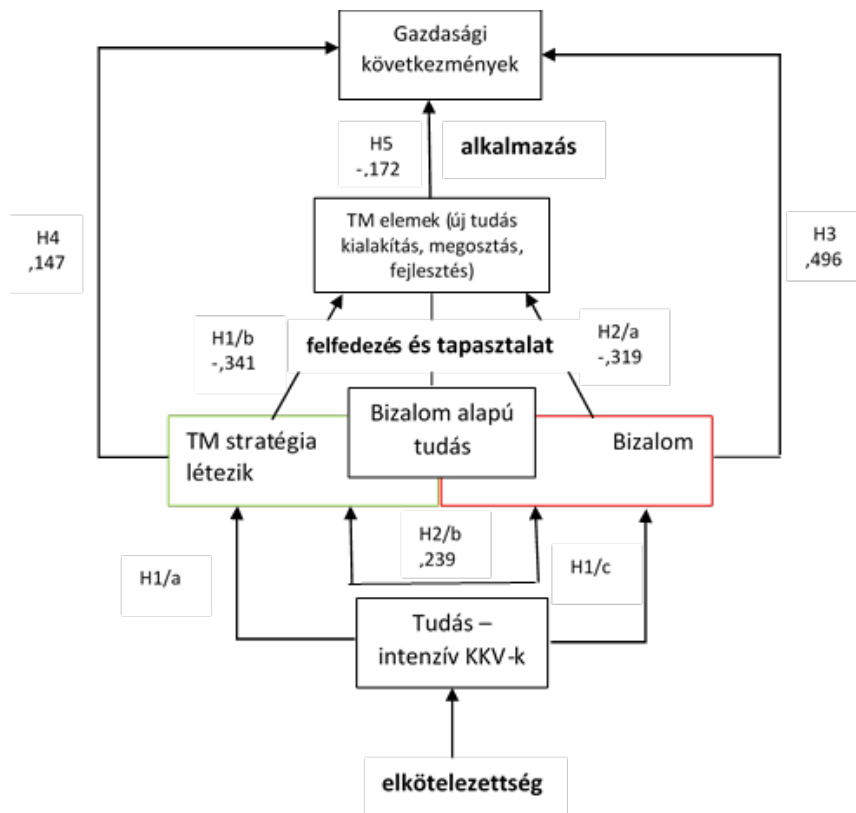 Gazdasági
következmények
H5
-,172
alkalmazás
TM elemek (új tudás
kialakítás, megosztás,
fejlesztés)
H4
,147
H3
,496
H1/b
-,341
felfedezés és tapasztalat
H2/a
-,319
TM stratégia
létezik
Bizalom alapú
tudás
Bizalom
H1/a
H2/b
,239
H1/c
Tudás –
intenzív KKV-k
elkötelezettség